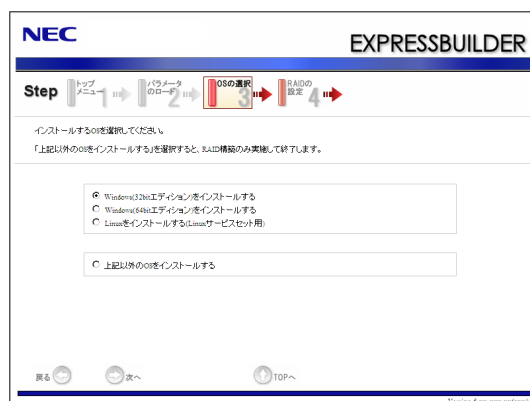 NEC
EXPRESSBUILDER
Step
トップメニュー 1
パラメータのロード 2
OSの選択 3
RAIDの設定 4
インストールするOSを選択してください。
「上記以外のOSをインストールする」を選択すると、RAID構築のみ実施して終了します。
Windows(32bitエディション)をインストールする
Windows(64bitエディション)をインストールする
Linuxをインストールする(Linuxサービスセット用)
上記以外のOSをインストールする
戻る
次へ
TOPへ